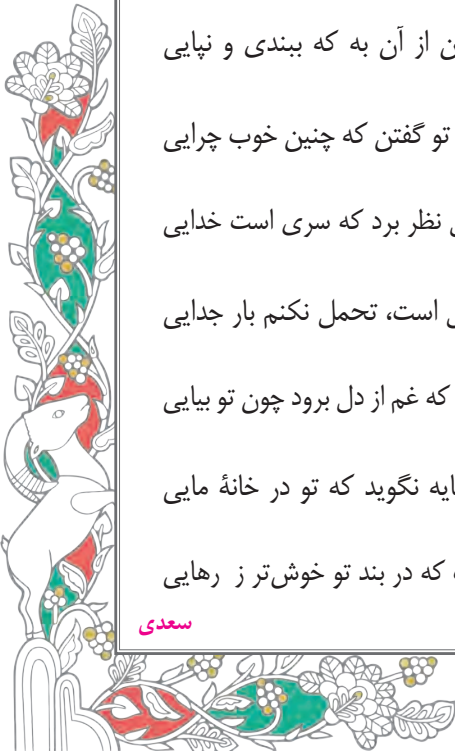 از آن به که ببندی و نپایی
تو گفتن که چنین خوب چرایی
نظر برد که سری است خدایی
است، تحمل نکنم بار جدایی
که غم از دل برود چون تو بیایی
نگوید که تو در خانهٔ مایی
که در بند تو خوش‌تر ز رهایی
سعدی